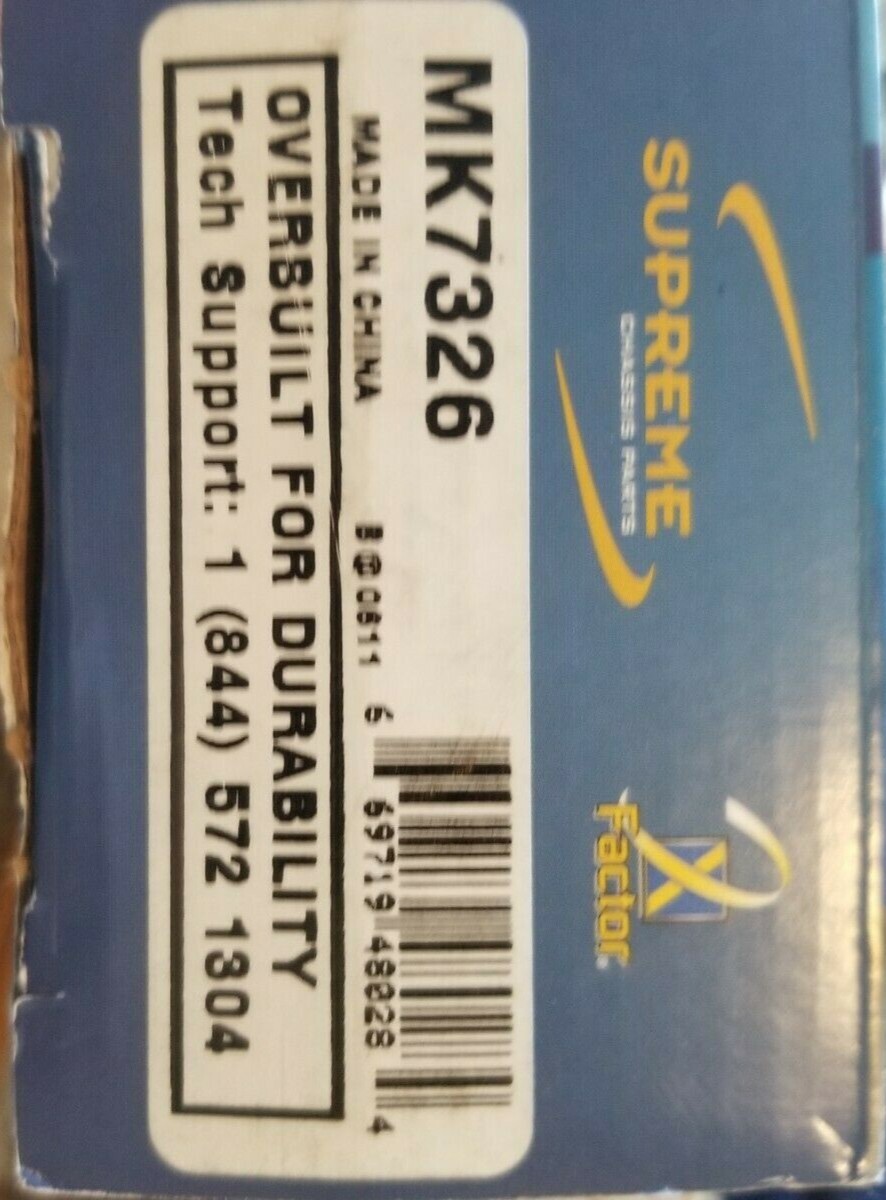 SUPREME
CHASSIS PARTS
X
Factor®
MK7326
MADE IN CHINA
6 69719 48028 4
OVERBUILT FOR DURABILITY
Tech Support: 1 (844) 572 1304